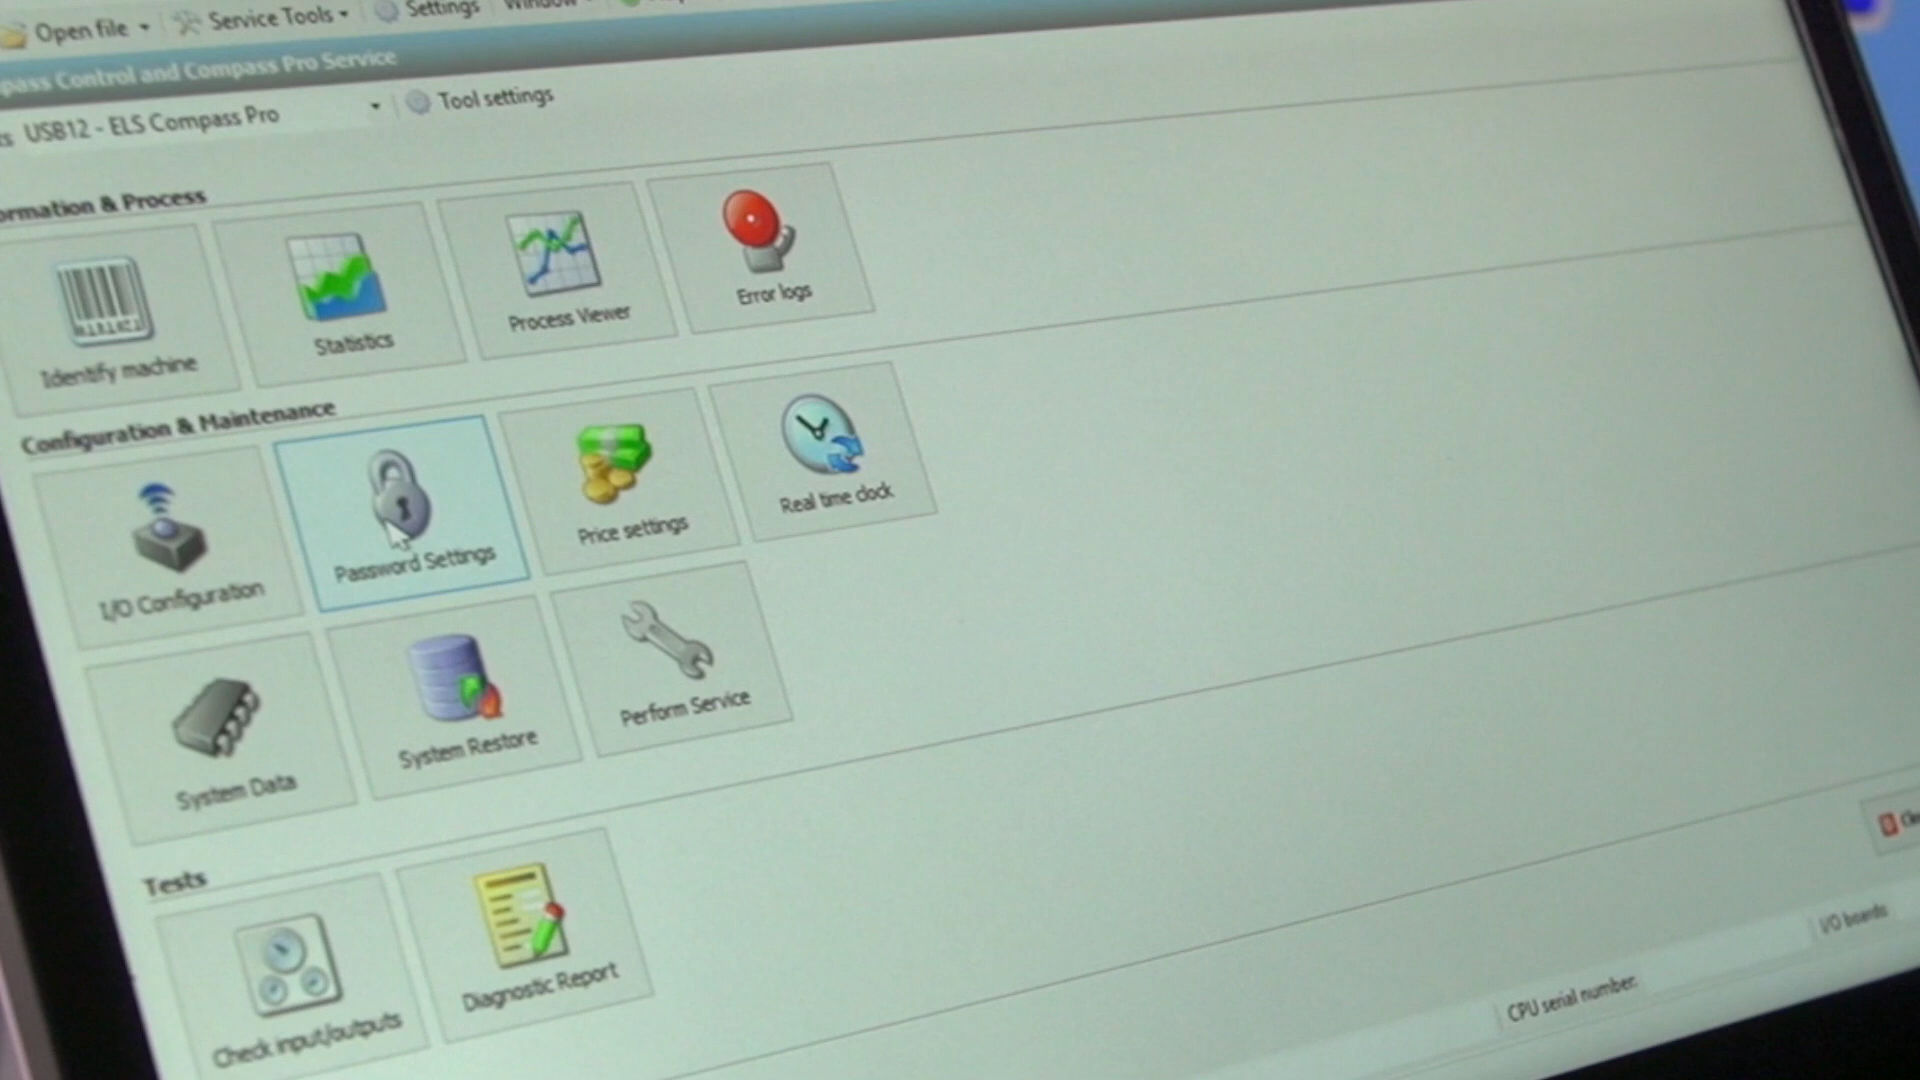 Open file Service Tools Settings
pass Control and Compass Pro Service
USB12 - ELS Compass Pro Tool settings
ormation & Process
Identify machine Statistics Process Viewer Error logs
Configuration & Maintenance
I/O Configuration Password Settings Price settings Real time clock
System Data System Restore Perform Service
Tests
Check input/outputs Diagnostic Report
CPU serial number: I/O boards